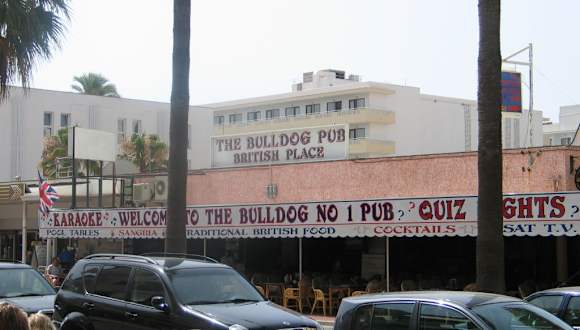 THE BULLDOG PUB
BRITISH PLACE
KARAOKE WELCOME TO THE BULLDOG NO 1 PUB ?? QUIZ GHTS ??
POOL TABLES & SANGRIA TRADITIONAL BRITISH FOOD COCKTAILS SAT T.V.